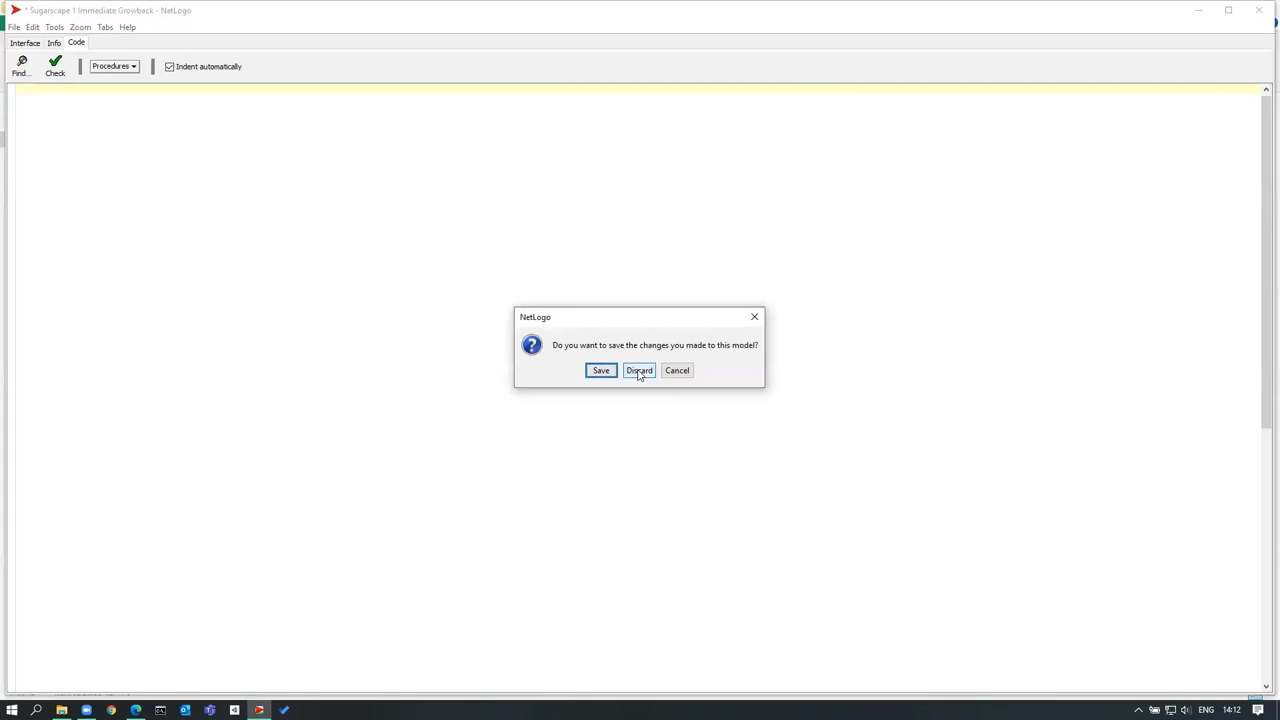 * Sugarscape 1 Immediate Growback - NetLogo
File Edit Tools Zoom Tabs Help
Interface Info Code
Find... Check Procedures Indent automatically
NetLogo
Do you want to save the changes you made to this model?
Save Discard Cancel
ENG 14:12